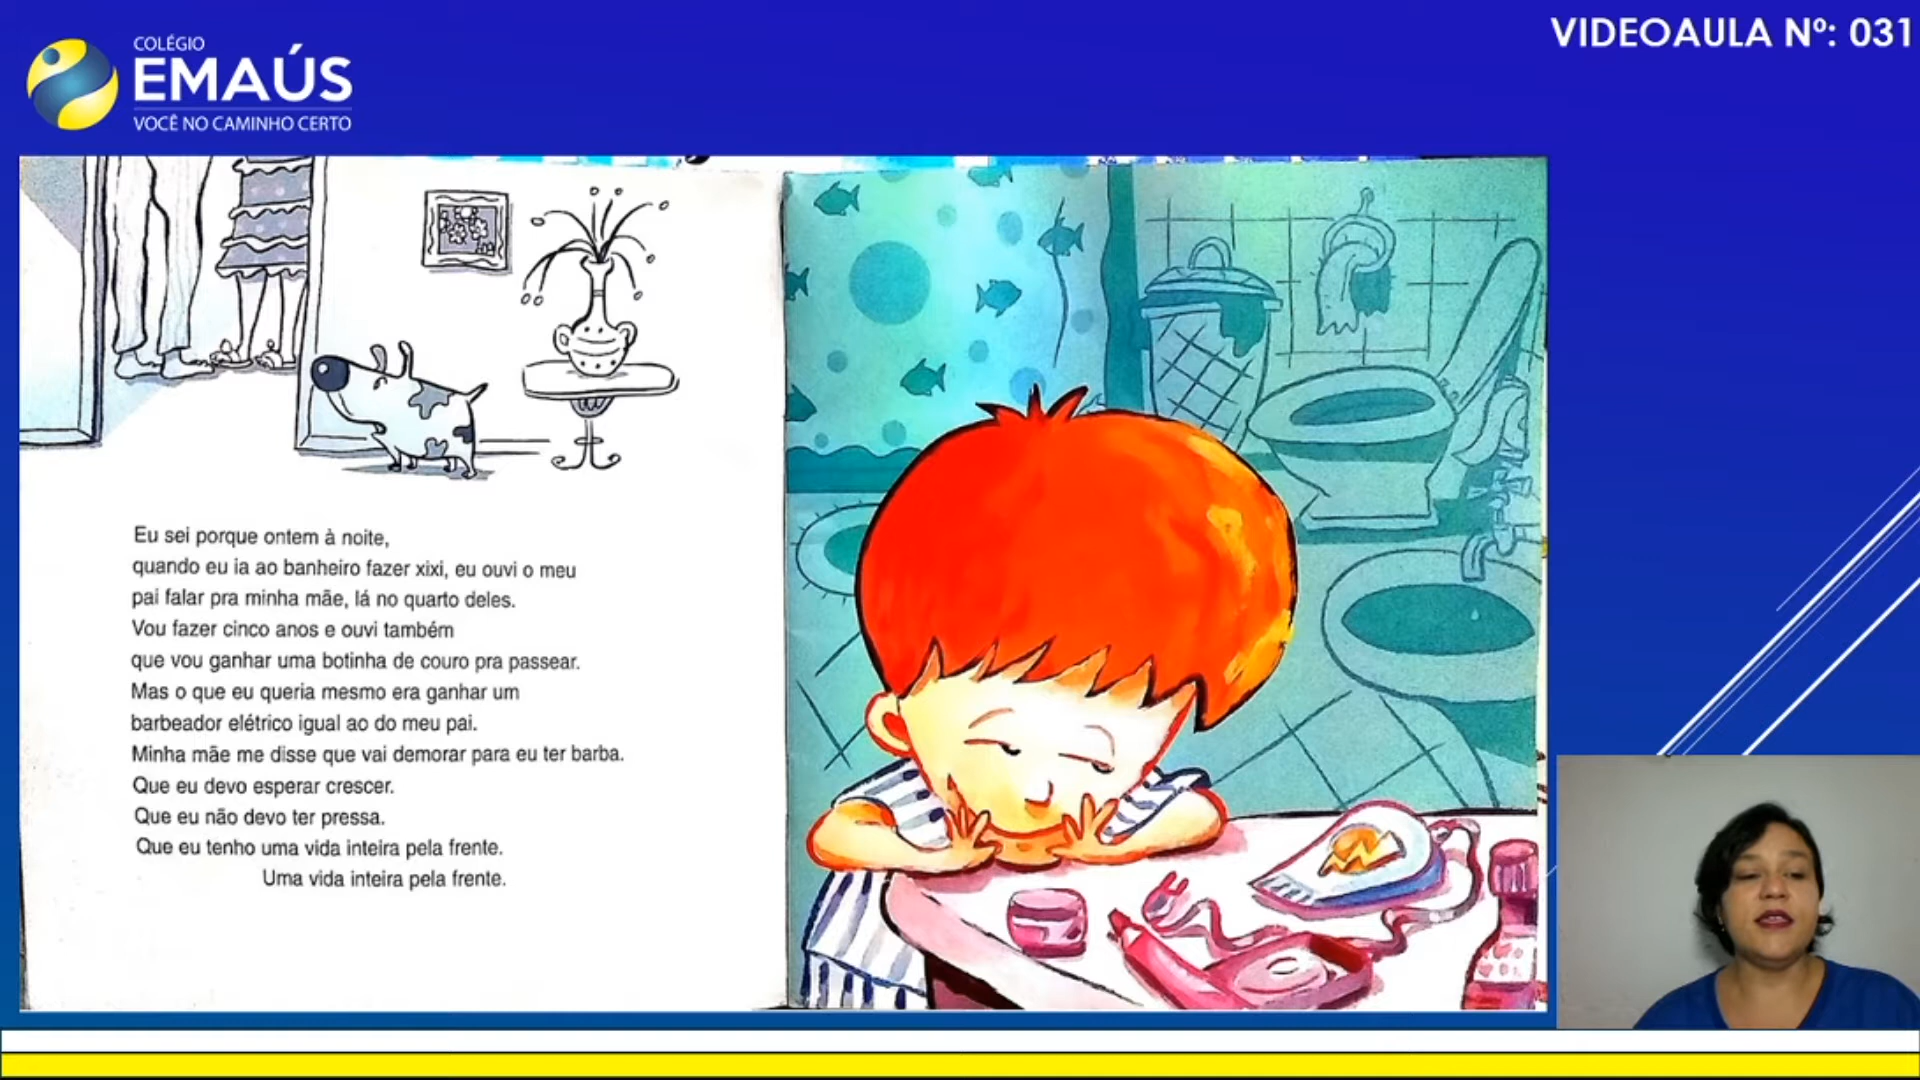 COLÉGIO
EMAÚS
VOCÊ NO CAMINHO CERTO
VIDEOAULA Nº: 031
Eu sei porque ontem à noite,
quando eu ia ao banheiro fazer xixi, eu ouvi o meu
pai falar pra minha mãe, lá no quarto deles.
Vou fazer cinco anos e ouvi também
que vou ganhar uma botinha de couro pra passear.
Mas o que eu queria mesmo era ganhar um
barbeador elétrico igual ao do meu pai.
Minha mãe me disse que vai demorar para eu ter barba.
Que eu devo esperar crescer.
Que eu não devo ter pressa.
Que eu tenho uma vida inteira pela frente.
Uma vida inteira pela frente.